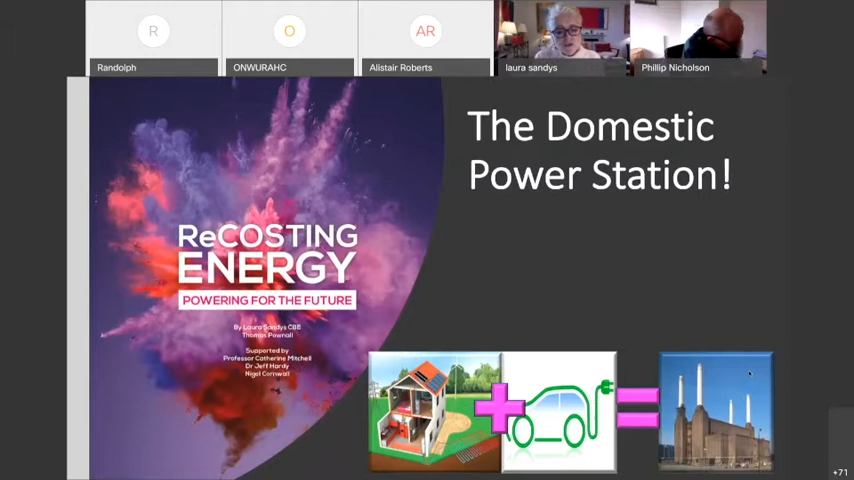 R
O
AR
Randolph
ONWURAHC
Alistair Roberts
laura sandys
Phillip Nicholson
The Domestic
Power Station!
ReCOSTING
ENERGY
POWERING FOR THE FUTURE
By Laura Sandys CBE
Thomas Pownall
Supported by
Professor Catherine Mitchell
Dr Jeff Hardy
Nigel Cornwall
+71